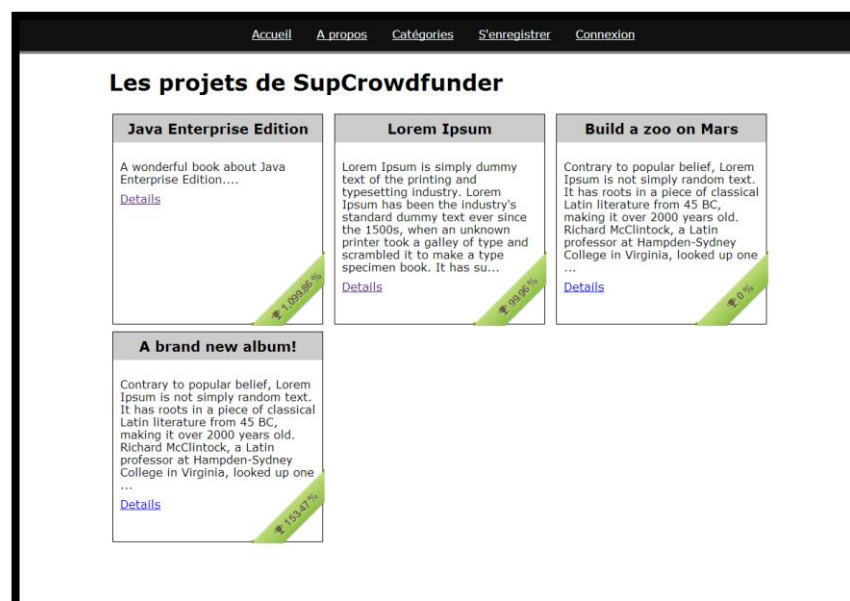 Accueil A propos Catégories S'enregistrer Connexion
Les projets de SupCrowdfunder
Java Enterprise Edition
A wonderful book about Java
Enterprise Edition....
Details
1,099.86 %
Lorem Ipsum
Lorem Ipsum is simply dummy
text of the printing and
typesetting industry. Lorem
Ipsum has been the industry's
standard dummy text ever since
the 1500s, when an unknown
printer took a galley of type and
scrambled it to make a type
specimen book. It has su...
Details
99.96 %
Build a zoo on Mars
Contrary to popular belief, Lorem
Ipsum is not simply random text.
It has roots in a piece of classical
Latin literature from 45 BC,
making it over 2000 years old.
Richard McClintock, a Latin
professor at Hampden-Sydney
College in Virginia, looked up one
...
Details
0 %
A brand new album!
Contrary to popular belief, Lorem
Ipsum is not simply random text.
It has roots in a piece of classical
Latin literature from 45 BC,
making it over 2000 years old.
Richard McClintock, a Latin
professor at Hampden-Sydney
College in Virginia, looked up one
...
Details
153.47 %